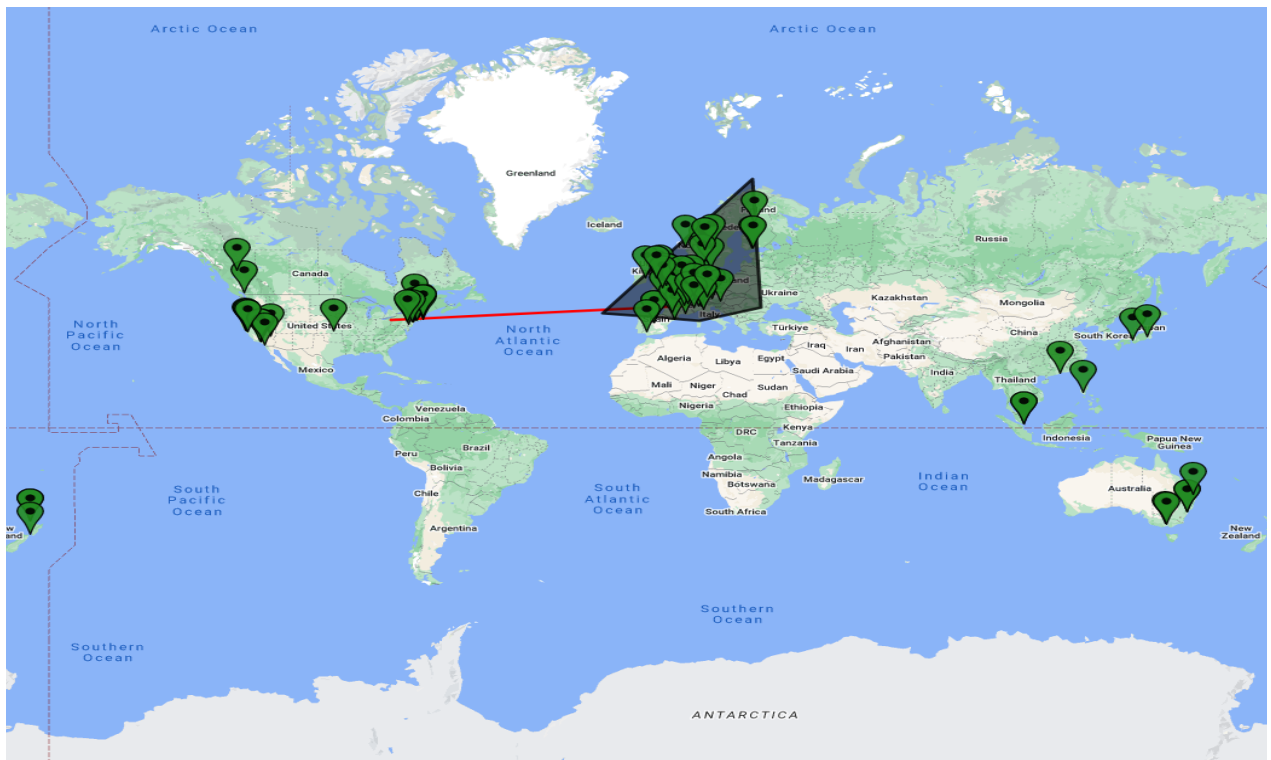 Arctic Ocean
Arctic Ocean
Greenland
Iceland
Russia
Canada
Ukraine
Kazakhstan
Mongolia
North
Pacific
Ocean
United States
North
Atlantic
Ocean
Italy
Türkiye
China
South Korea
Iraq
Iran
Afghanistan
Pakistan
Mexico
Algeria
Libya
Egypt
Saudi Arabia
India
Thailand
Mali
Niger
Chad
Sudan
Venezuela
Colombia
Nigeria
Ethiopia
DRC
Kenya
Tanzania
Indonesia
Papua New
Guinea
Peru
Brazil
Bolivia
Angola
Namibia
Botswana
Madagascar
Indian
Ocean
Australia
South
Pacific
Ocean
Chile
South
Atlantic
Ocean
South Africa
Argentina
New
Zealand
Southern
Ocean
Southern
Ocean
ANTARCTICA